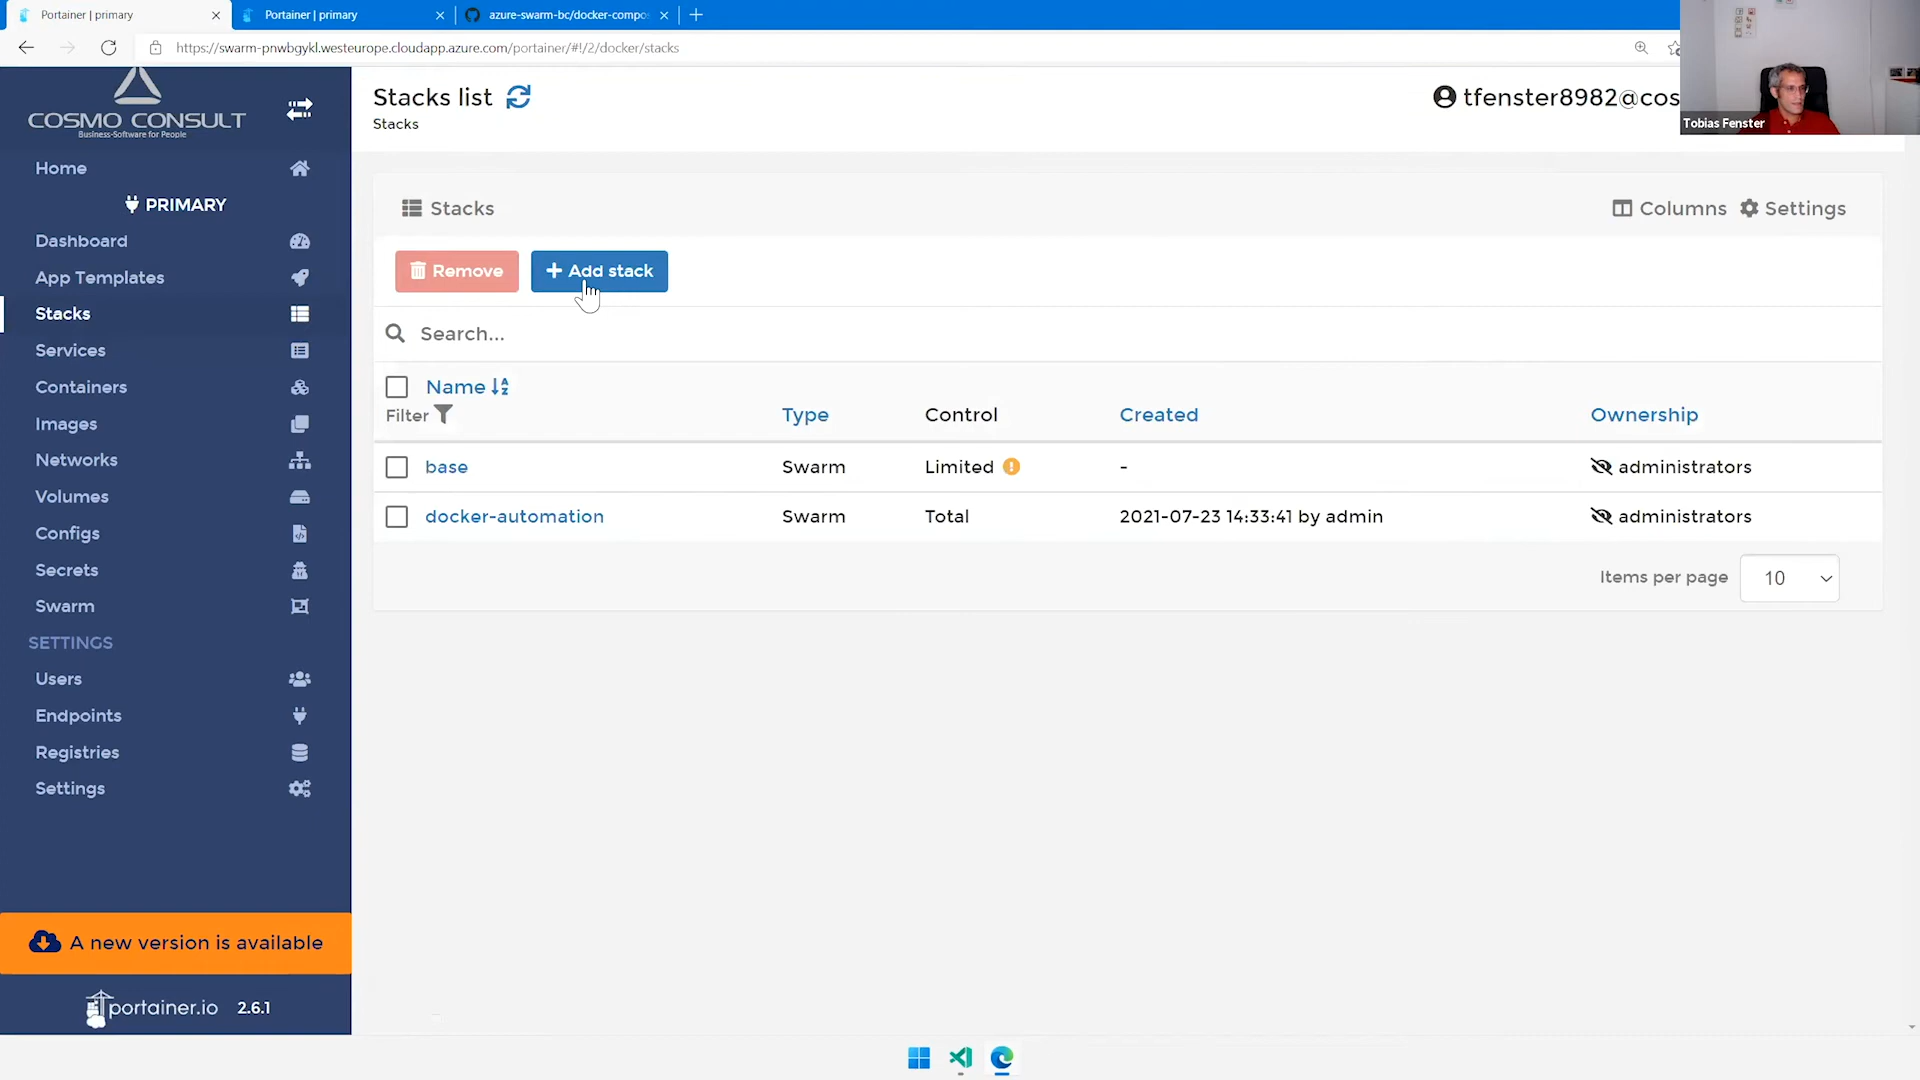 Portainer | primary
Portainer | primary
azure-swarm-bc/docker-compo
https://swarm-pnwbgykl.westeurope.cloudapp.azure.com/portainer/#!/2/docker/stacks
Tobias Fenster
COSMO CONSULT
Business-Software for People
Home
PRIMARY
Dashboard
App Templates
Stacks
Services
Containers
Images
Networks
Volumes
Configs
Secrets
Swarm
SETTINGS
Users
Endpoints
Registries
Settings
A new version is available
portainer.io 2.6.1
Stacks list
Stacks
tfenster8982@cos
Stacks
Columns Settings
Remove
Add stack
Search...
Name
Filter
Type Control Created Ownership
base Swarm Limited - administrators
docker-automation Swarm Total 2021-07-23 14:33:41 by admin administrators
Items per page 10